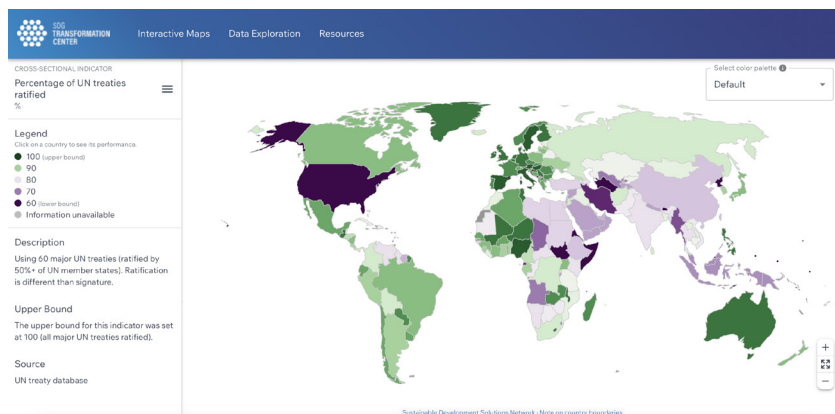 SDG
TRANSFORMATION
CENTER
Interactive Maps
Data Exploration
Resources
CROSS-SECTIONAL INDICATOR
Percentage of UN treaties
ratified
%
Legend
Click on a country to see its performance.
100 (upper bound)
90
80
70
60 (lower bound)
Information unavailable
Description
Using 60 major UN treaties (ratified by
50%+ of UN member states). Ratification
is different than signature.
Upper Bound
The upper bound for this indicator was set
at 100 (all major UN treaties ratified).
Source
UN treaty database
Select color palette
Default
+
−
Sustainable Development Solutions Network - Note on country boundaries